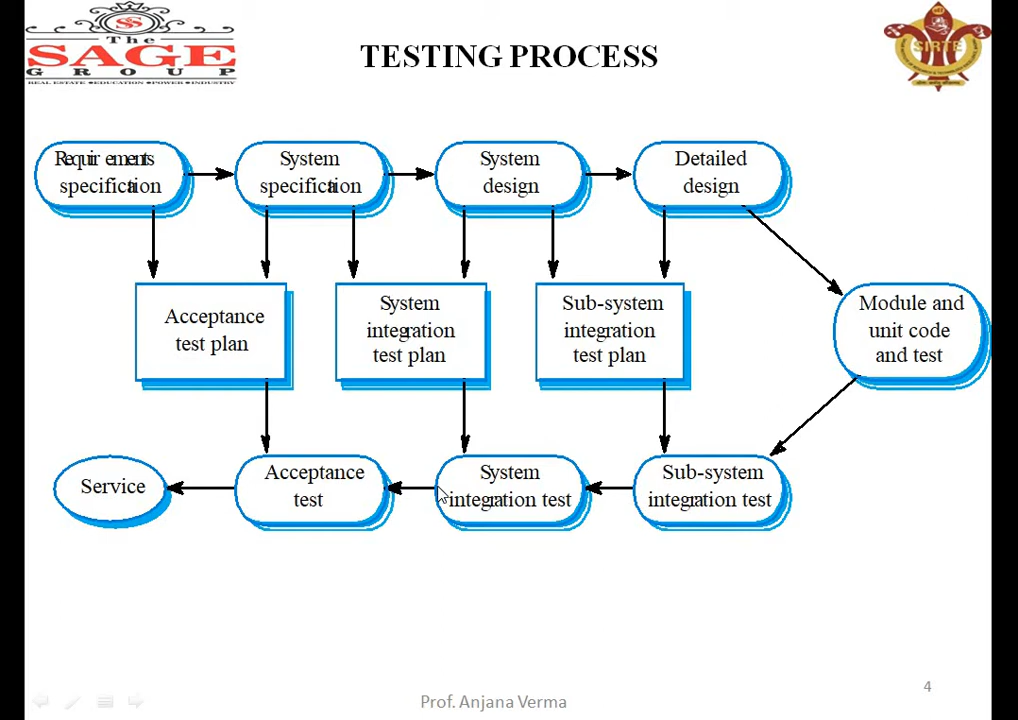 The
SAGE
GROUP
REAL ESTATE •EDUCATION •POWER •INDUSTRY
TESTING PROCESS
SIRTE
Requirements
specification
System
specification
System
design
Detailed
design
Acceptance
test plan
System
integration
test plan
Sub-system
integration
test plan
Module and
unit code
and test
Service
Acceptance
test
System
integration test
Sub-system
integration test
Prof. Anjana Verma
4